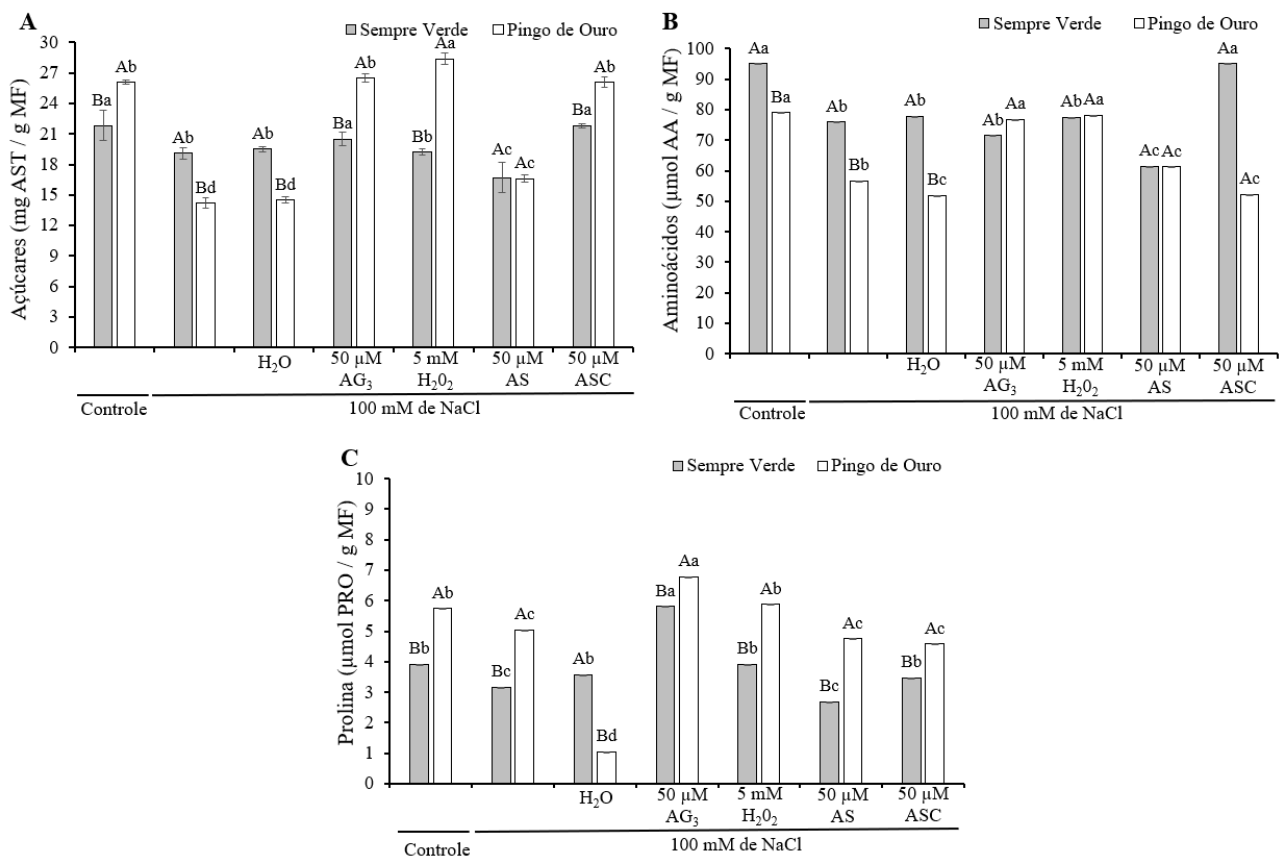 A
Sempre Verde Pingo de Ouro
Açúcares (mg AST / g MF)
30
27
24
21
18
15
12
9
6
3
0
Ba Ab Ab Bd Ab Bd Ba Ab Bb Aa Ac Ac Ba Ab
H₂O 50 µM 5 mM 50 µM 50 µM
AG₃ H₂0₂ AS ASC
Controle 100 mM de NaCl
B
Sempre Verde Pingo de Ouro
Aminoácidos (µmol AA / g MF)
100
90
80
70
60
50
40
30
20
10
0
Aa Ba Ab Bb Ab Bc Ab Aa Ab Aa Ac Ac Aa Ac
H₂O 50 µM 5 mM 50 µM 50 µM
AG₃ H₂0₂ AS ASC
Controle 100 mM de NaCl
C
Sempre Verde Pingo de Ouro
Prolina (µmol PRO / g MF)
10
9
8
7
6
5
4
3
2
1
0
Bb Ab Bc Ac Ab Bd Ba Aa Bb Ab Bc Ac Bb Ac
H₂O 50 µM 5 mM 50 µM 50 µM
AG₃ H₂0₂ AS ASC
Controle 100 mM de NaCl